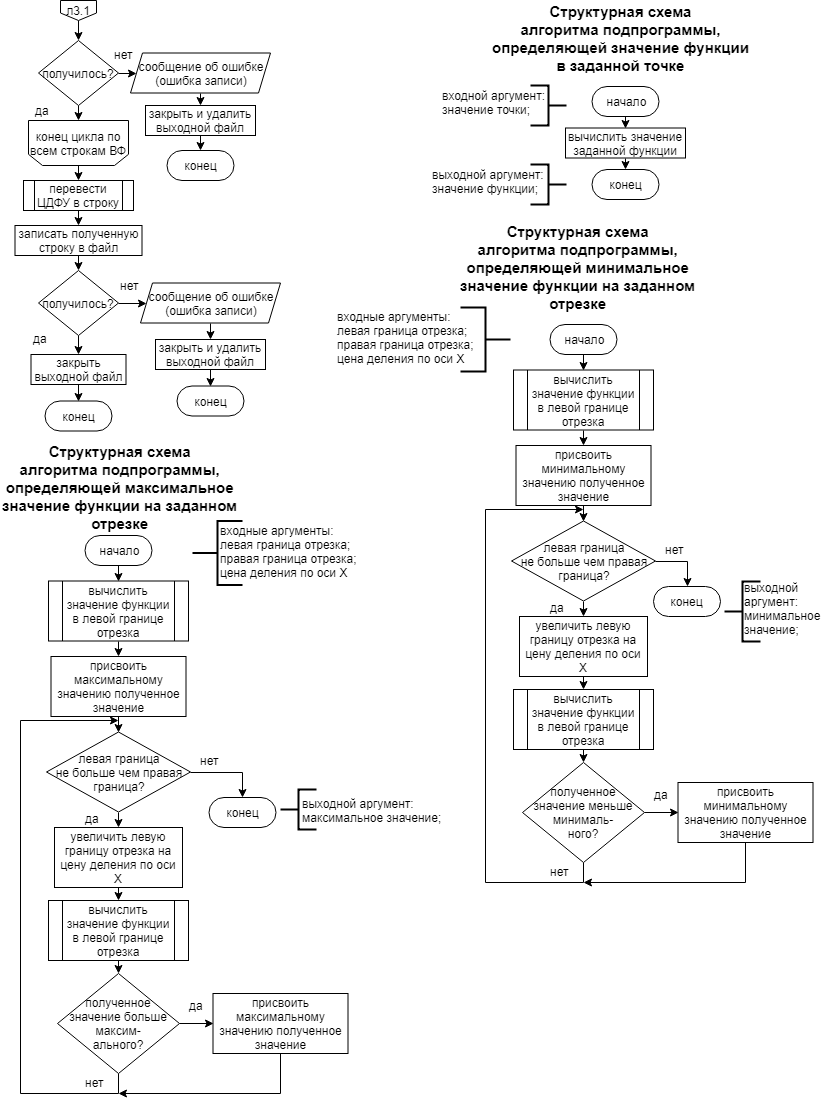 л3.1
получилось?
нет
сообщение об ошибке
(ошибка записи)
закрыть и удалить
выходной файл
конец
да
конец цикла по
всем строкам ВФ
перевести
ЦДФУ в строку
записать полученную
строку в файл
получилось?
нет
сообщение об ошибке
(ошибка записи)
закрыть и удалить
выходной файл
конец
да
закрыть
выходной файл
конец
Структурная схема
алгоритма подпрограммы,
определяющей значение функции
в заданной точке
входной аргумент:
значение точки;
начало
вычислить значение
заданной функции
выходной аргумент:
значение функции;
конец
Структурная схема
алгоритма подпрограммы,
определяющей минимальное
значение функции на заданном
отрезке
входные аргументы:
левая граница отрезка;
правая граница отрезка;
цена деления по оси X
начало
вычислить
значение функции
в левой границе
отрезка
присвоить
минимальному
значению полученное
значение
левая граница
не больше чем правая
граница?
нет
конец
выходной
аргумент:
минимальное
значение;
да
увеличить левую
границу отрезка на
цену деления по оси
X
вычислить
значение функции
в левой границе
отрезка
полученное
значение меньше
минималь-
ного?
да
присвоить
минимальному
значению полученное
значение
нет
Структурная схема
алгоритма подпрограммы,
определяющей максимальное
значение функции на заданном
отрезке
начало
входные аргументы:
левая граница отрезка;
правая граница отрезка;
цена деления по оси X
вычислить
значение функции
в левой границе
отрезка
присвоить
максимальному
значению полученное
значение
левая граница
не больше чем правая
граница?
нет
конец
выходной аргумент:
максимальное значение;
да
увеличить левую
границу отрезка на
цену деления по оси
X
вычислить
значение функции
в левой границе
отрезка
полученное
значение больше
максим-
ального?
да
присвоить
максимальному
значению полученное
значение
нет